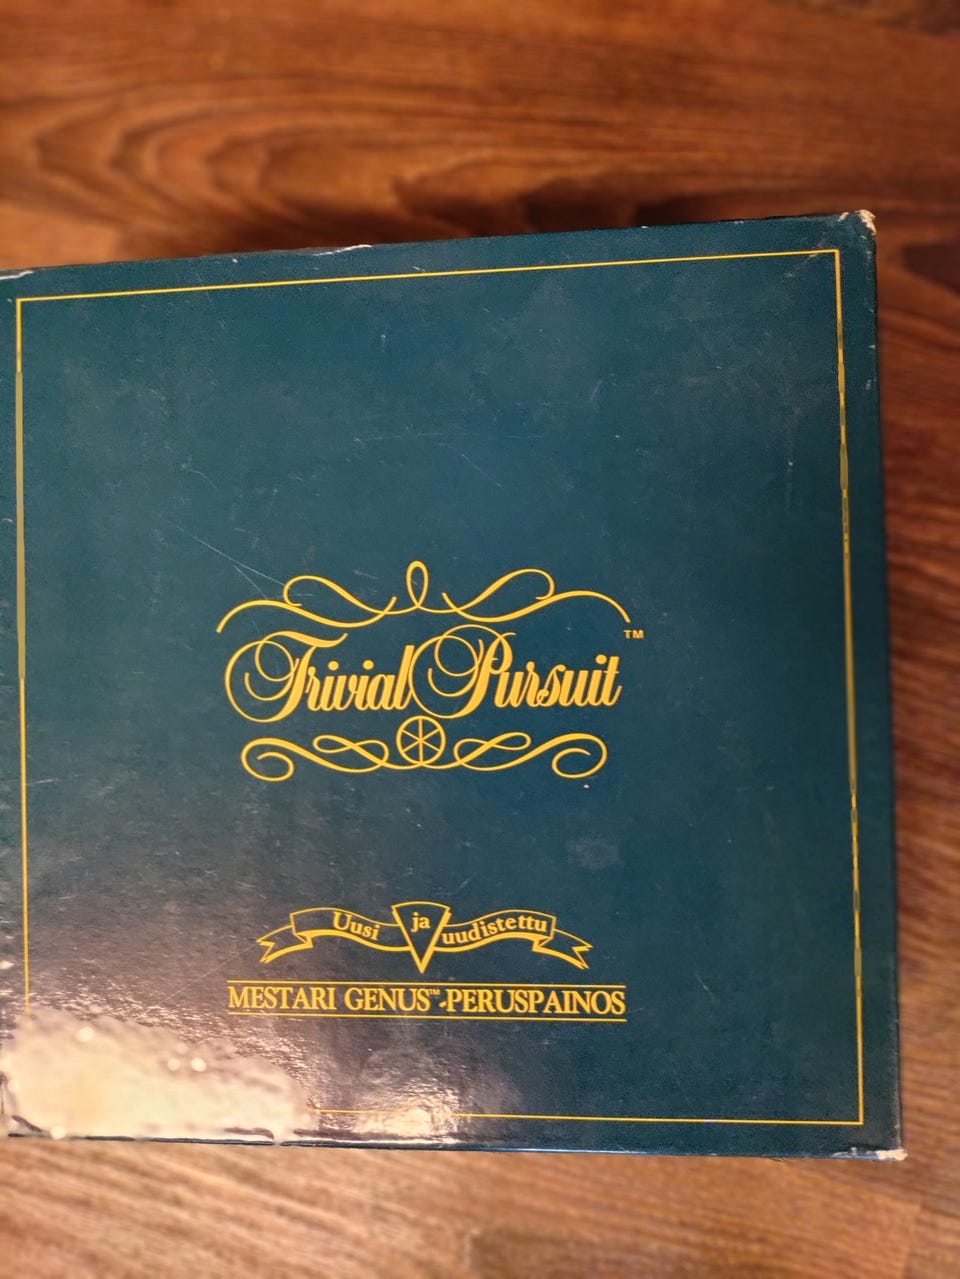 Trivial Pursuit™
Uusi ja uudistettu
MESTARI GENUS™-PERUSPAINOS